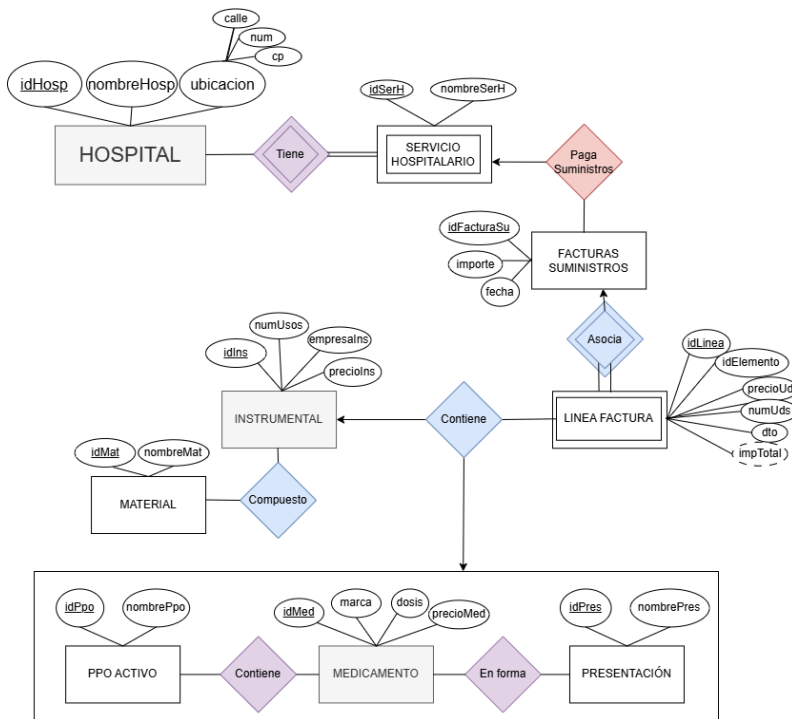 calle
num
cp
idHosp
nombreHosp
ubicacion
HOSPITAL
Tiene
idSerH
nombreSerH
SERVICIO
HOSPITALARIO
Paga
Suministros
idFacturaSu
importe
fecha
FACTURAS
SUMINISTROS
Asocia
idLinea
idElemento
precioUd
numUds
dto
impTotal
LINEA FACTURA
Contiene
numUsos
idIns
empresaIns
precioIns
INSTRUMENTAL
idMat
nombreMat
MATERIAL
Compuesto
idPpo
nombrePpo
PPO ACTIVO
Contiene
idMed
marca
dosis
precioMed
MEDICAMENTO
En forma
idPres
nombrePres
PRESENTACIÓN